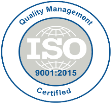 Quality Management
ISO
9001:2015
Certified